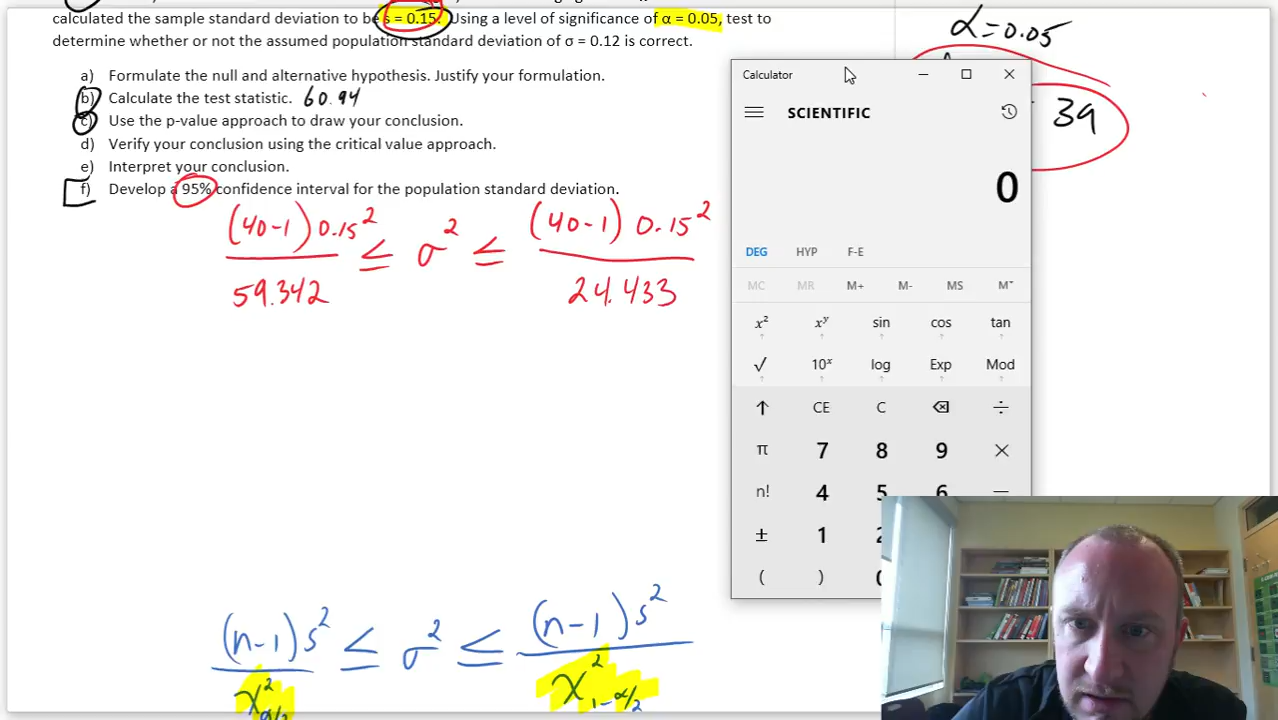 calculated the sample standard deviation to be s = 0.15. Using a level of significance of α = 0.05, test to
determine whether or not the assumed population standard deviation of σ = 0.12 is correct.
a) Formulate the null and alternative hypothesis. Justify your formulation.
b) Calculate the test statistic. 60.94
c) Use the p-value approach to draw your conclusion.
d) Verify your conclusion using the critical value approach.
e) Interpret your conclusion.
f) Develop a 95% confidence interval for the population standard deviation.
α = 0.05
39
(40-1) 0.15² ≤ σ² ≤ (40-1) 0.15²
59.342 24.433
(n-1)s² ≤ σ² ≤ (n-1)s²
χ²α/2 χ²1-α/2
Calculator
SCIENTIFIC
0
DEG HYP F-E
MC MR M+ M- MS M˅
x² xʸ sin cos tan
√ 10ˣ log Exp Mod
↑ CE C ⌫ ÷
π 7 8 9 ×
n! 4 5 6 −
± 1 2
( ) 0